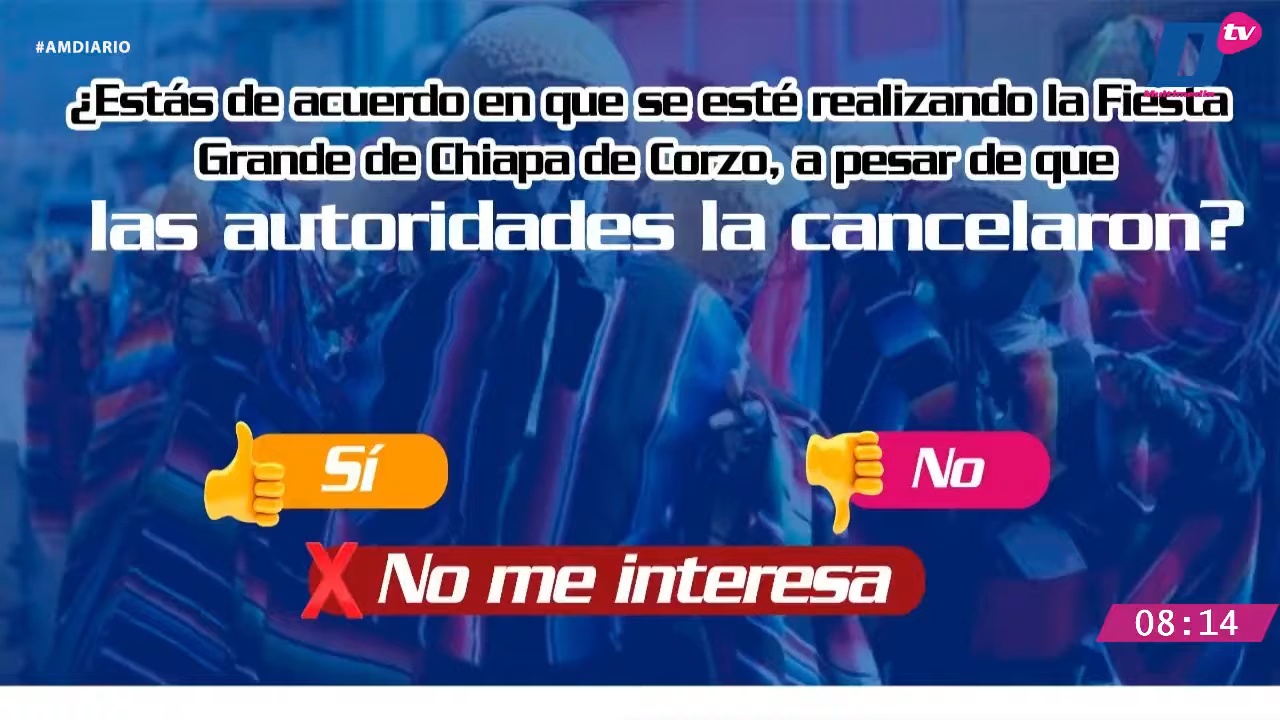 #AMDIARIO
D tv
Multimedia
¿Estás de acuerdo en que se esté realizando la Fiesta
Grande de Chiapa de Corzo, a pesar de que
las autoridades la cancelaron?
Sí
No
X No me interesa
08:14